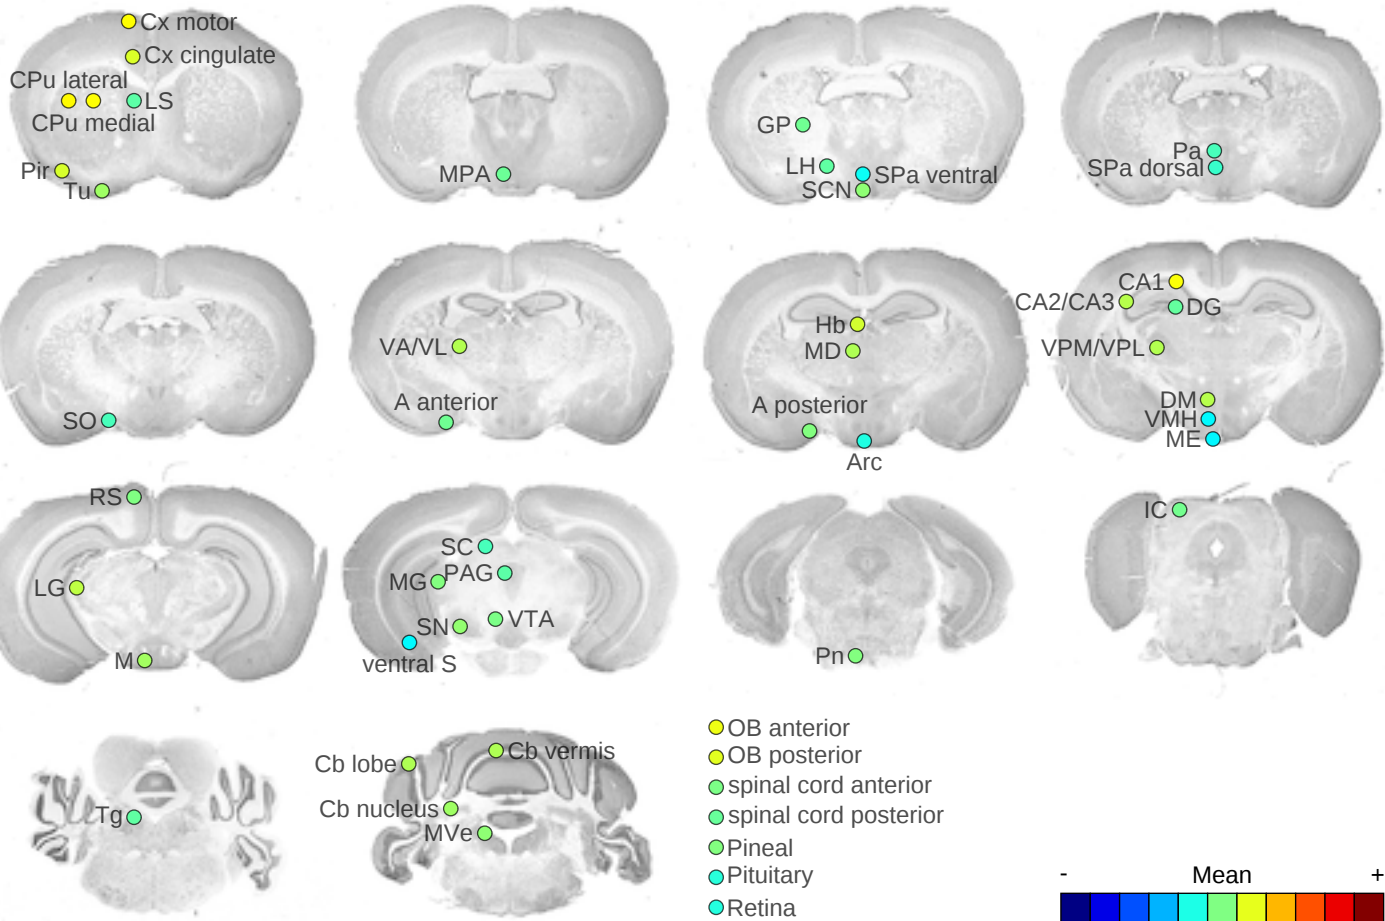 Cx motor
Cx cingulate
CPu lateral
LS
CPu medial
Pir
Tu
MPA
GP
LH
SPa ventral
SCN
Pa
SPa dorsal
SO
VA/VL
A anterior
Hb
MD
A posterior
Arc
CA1
CA2/CA3
DG
VPM/VPL
DM
VMH
ME
RS
LG
M
SC
PAG
MG
SN
VTA
ventral S
Pn
IC
Tg
Cb lobe
Cb vermis
Cb nucleus
MVe
OB anterior
OB posterior
spinal cord anterior
spinal cord posterior
Pineal
Pituitary
Retina
- Mean +